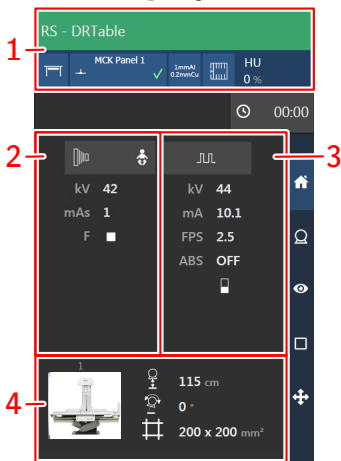 RS - DRTable
1
MCK Panel 1
1mmAl
0.2mmCu
HU
0 %
00:00
2
3
kV 42
mAs 1
F
kV 44
mA 10.1
FPS 2.5
ABS OFF
4
1
115 cm
0 °
200 x 200 mm²